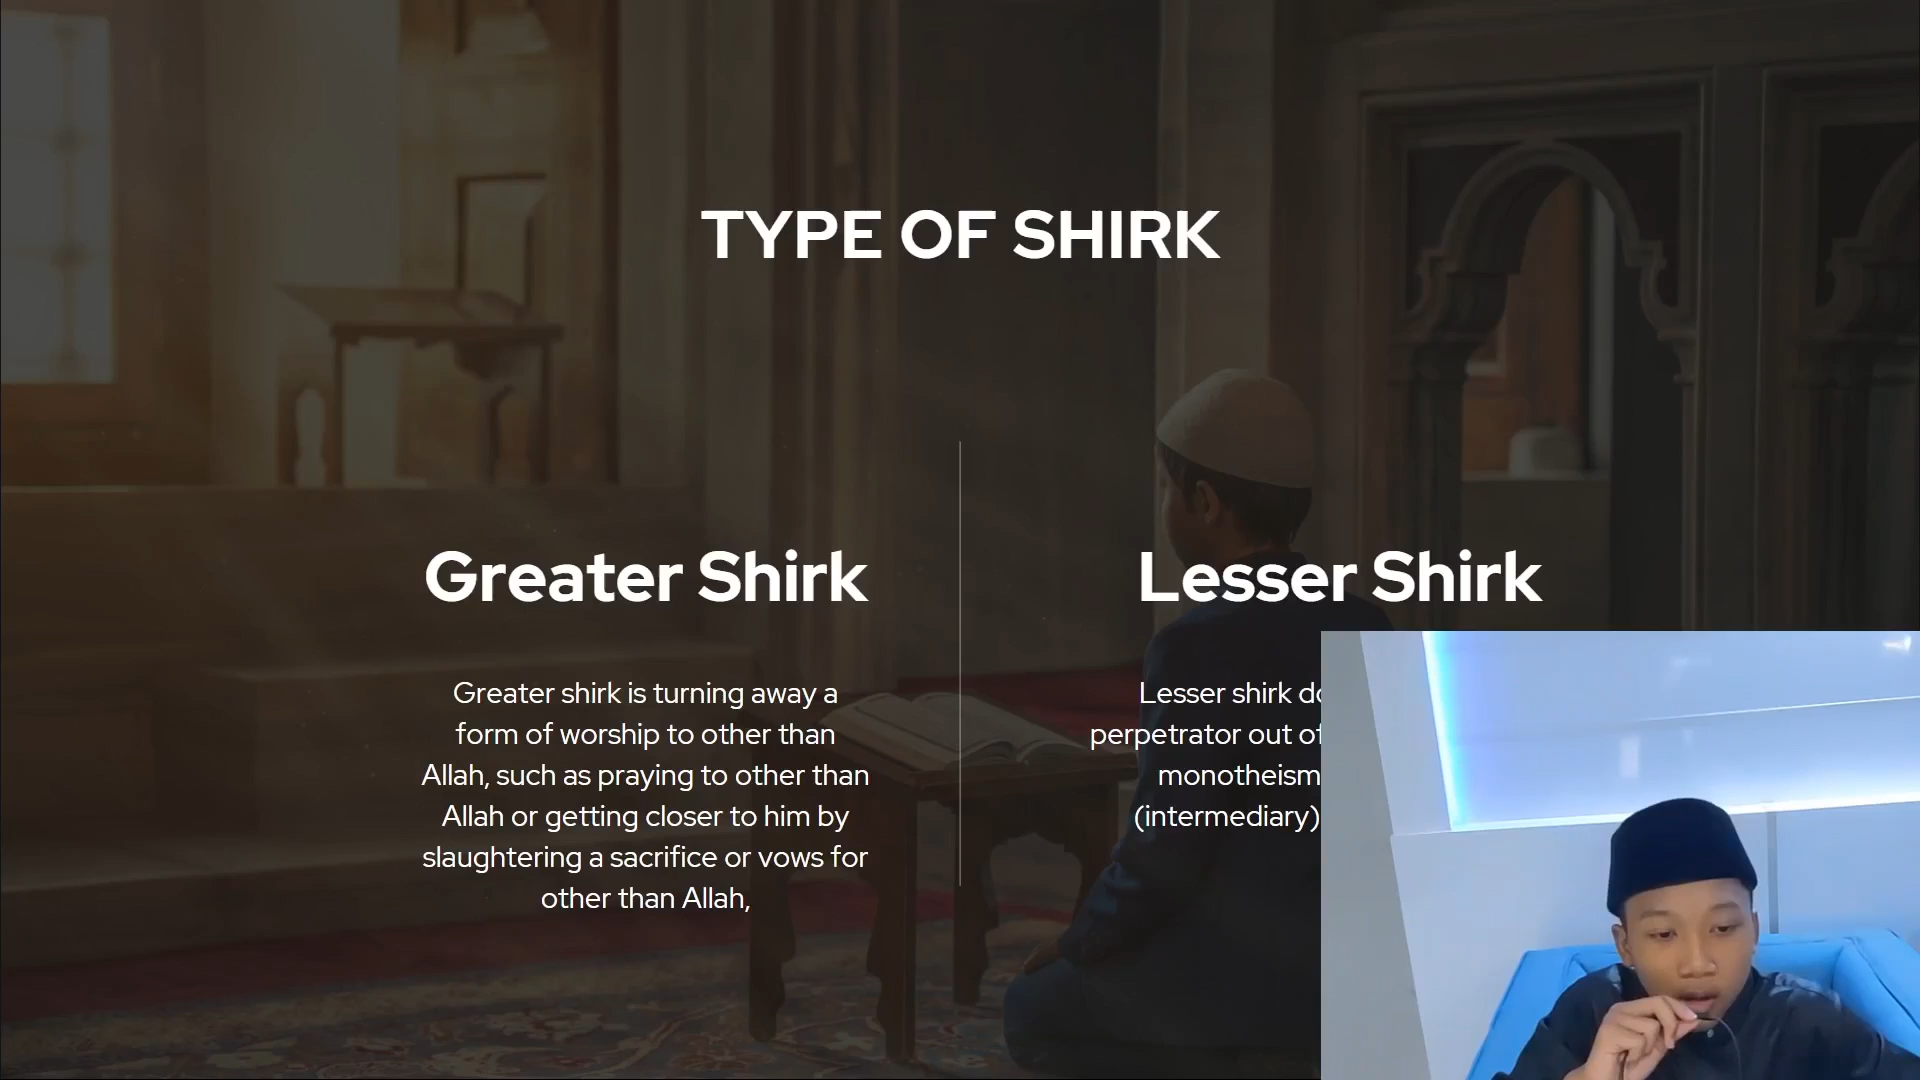 TYPE OF SHIRK
Greater Shirk
Greater shirk is turning away a
form of worship to other than
Allah, such as praying to other than
Allah or getting closer to him by
slaughtering a sacrifice or vows for
other than Allah,
Lesser Shirk
Lesser shirk
perpetrator out
monotheism
(intermediary)